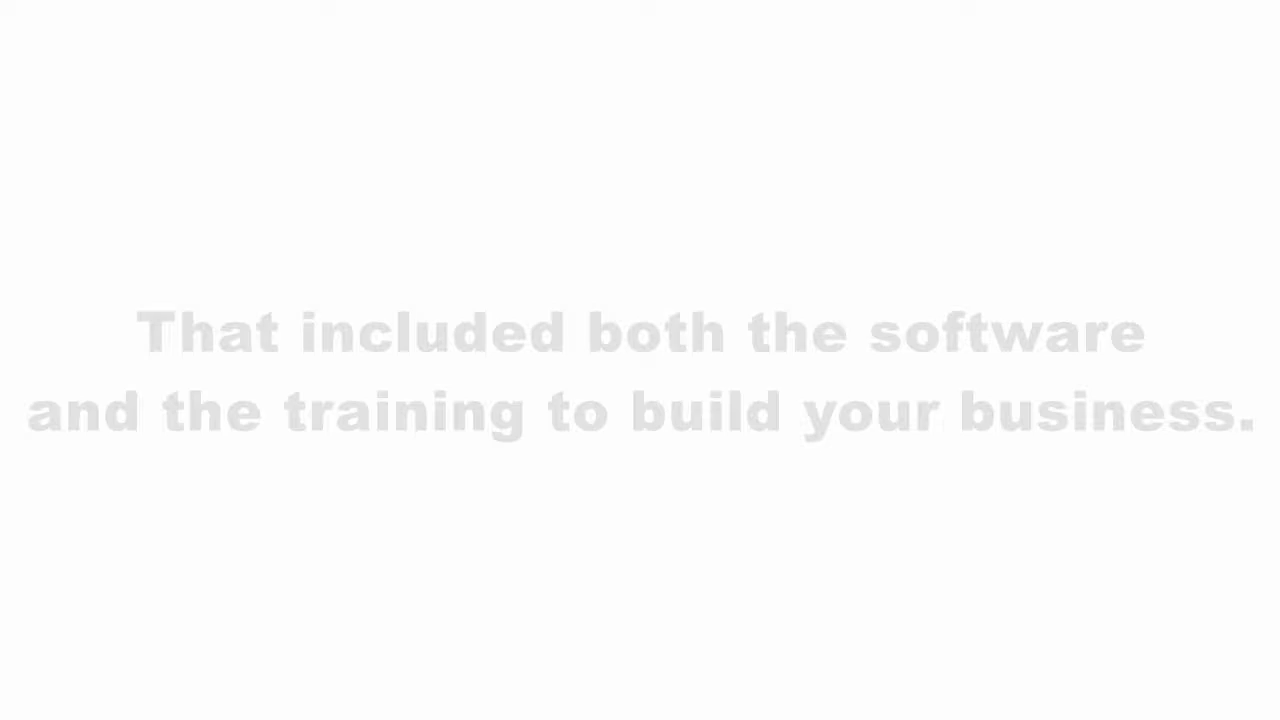 That included both the software
and the training to build your business.